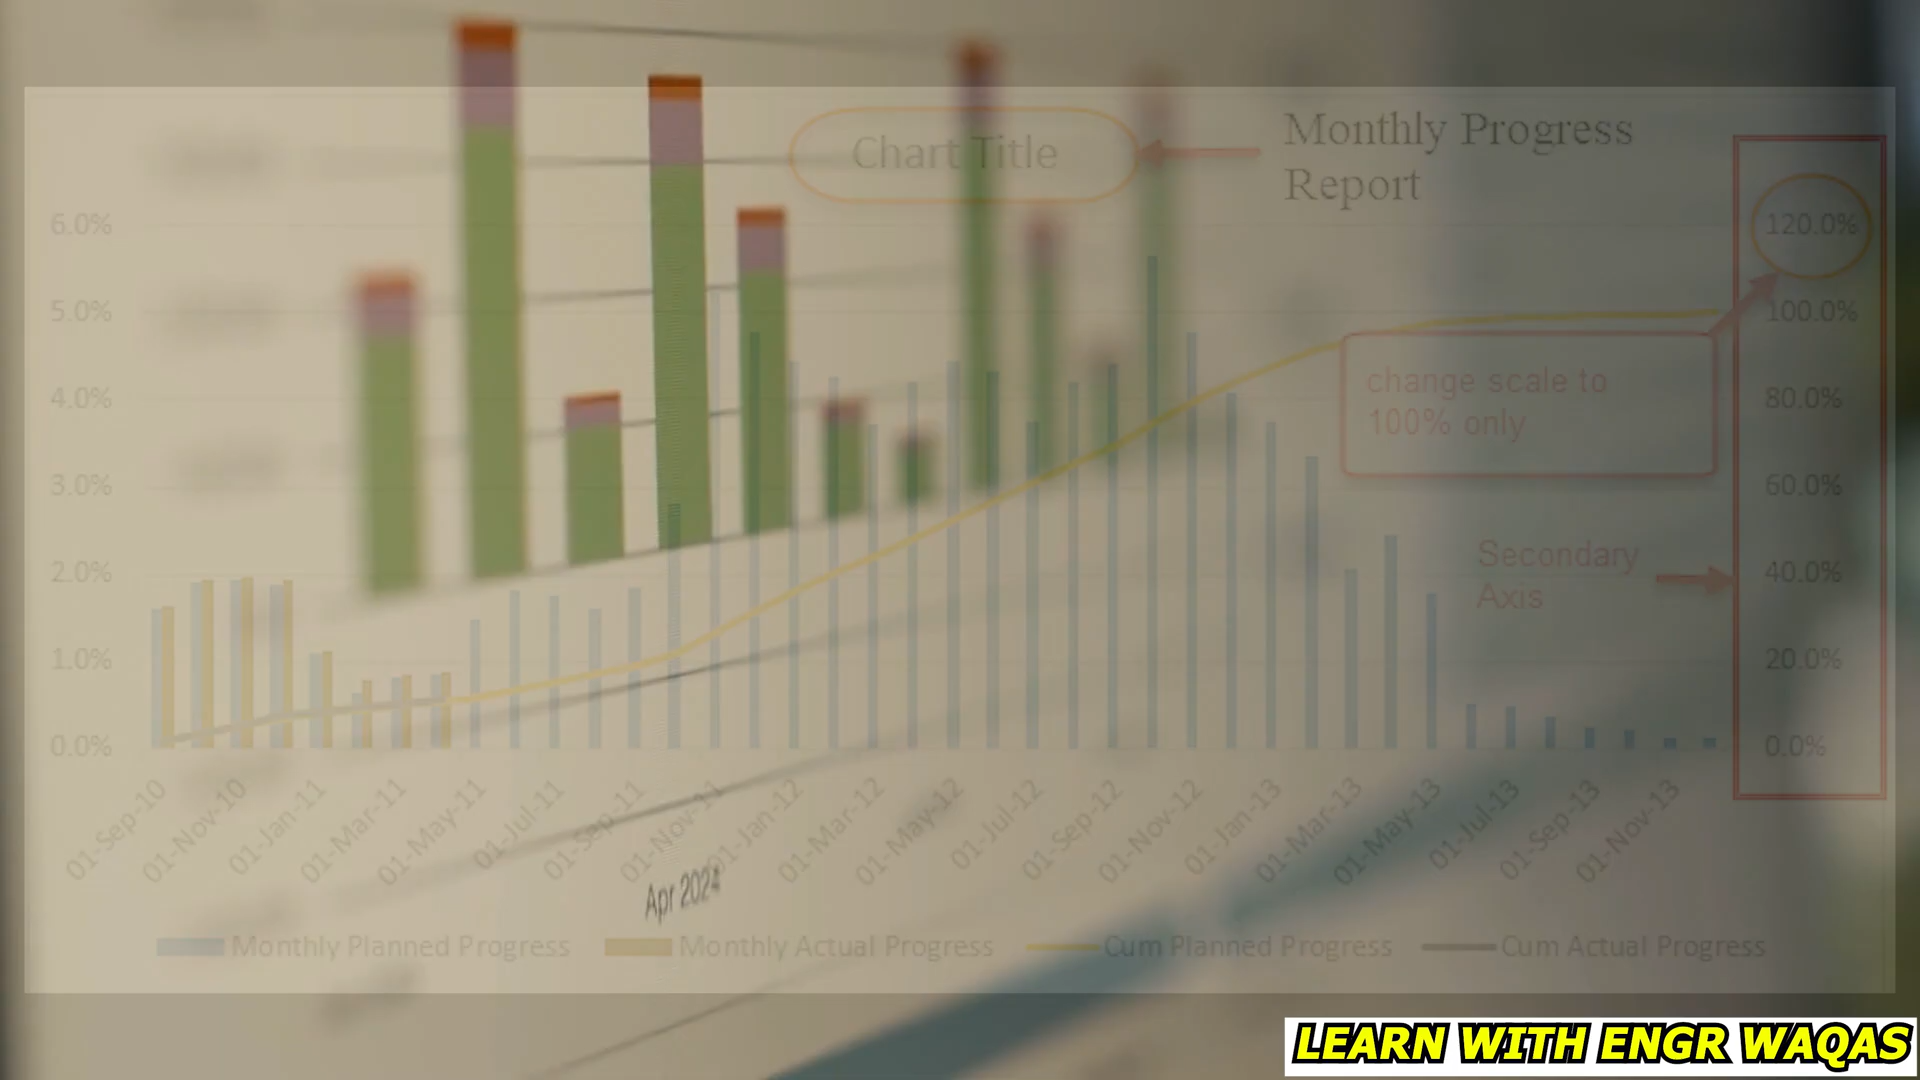 Chart Title
Monthly Progress
Report
6.0%
5.0%
4.0%
3.0%
2.0%
1.0%
0.0%
120.0%
100.0%
80.0%
60.0%
40.0%
20.0%
0.0%
change scale to
100% only
Secondary
Axis
01-Sep-10
01-Nov-10
01-Jan-11
01-Mar-11
01-May-11
01-Jul-11
01-Sep-11
01-Nov-11
01-Jan-12
01-Mar-12
01-May-12
01-Jul-12
01-Sep-12
01-Nov-12
01-Jan-13
01-Mar-13
01-May-13
01-Jul-13
01-Sep-13
01-Nov-13
Apr 2024
Monthly Planned Progress Monthly Actual Progress Cum Planned Progress Cum Actual Progress
LEARN WITH ENGR WAQAS